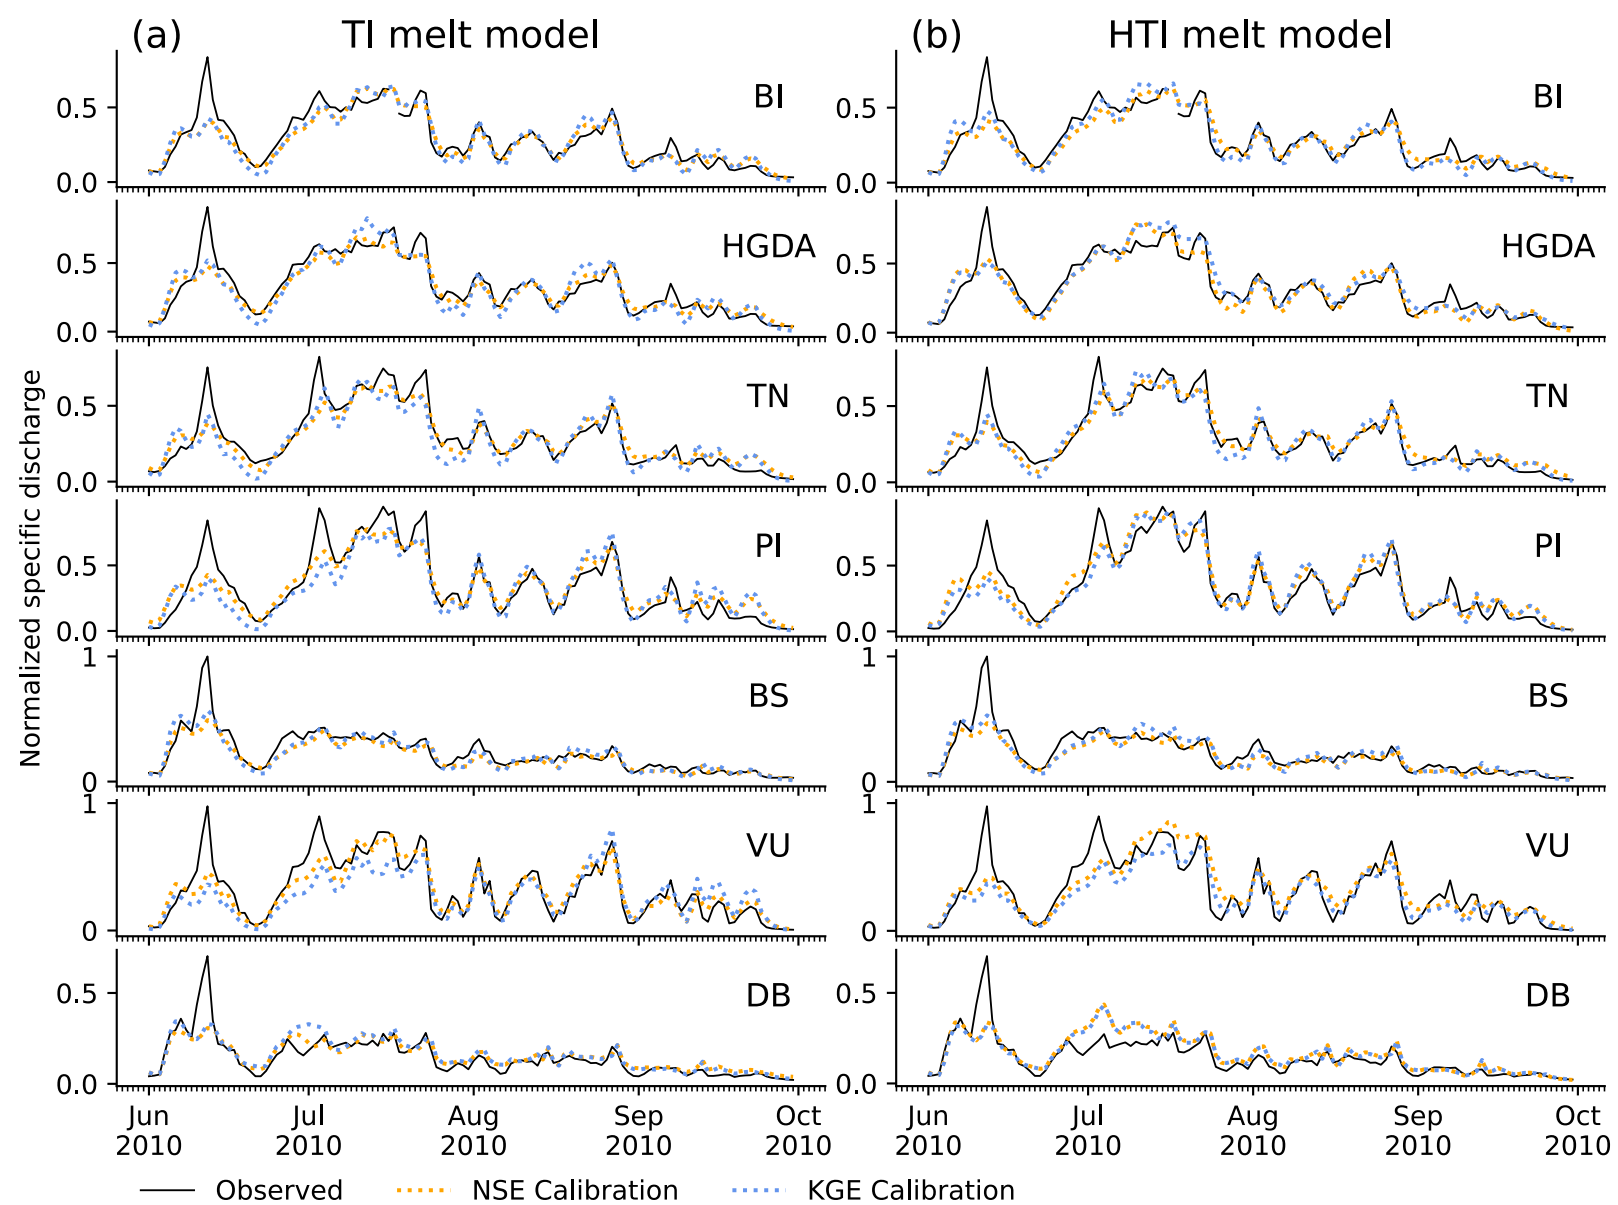 (a) TI melt model
(b) HTI melt model
Normalized specific discharge
0.5
0.0
BI
0.5
0.0
BI
0.5
0.0
HGDA
0.5
0.0
HGDA
0.5
0.0
TN
0.5
0.0
TN
0.5
0.0
PI
0.5
0.0
PI
1
0
BS
1
0
BS
1
0
VU
1
0
VU
0.5
0.0
DB
0.5
0.0
DB
Jun Jul Aug Sep Oct
2010 2010 2010 2010 2010
Jun Jul Aug Sep Oct
2010 2010 2010 2010 2010
Observed NSE Calibration KGE Calibration